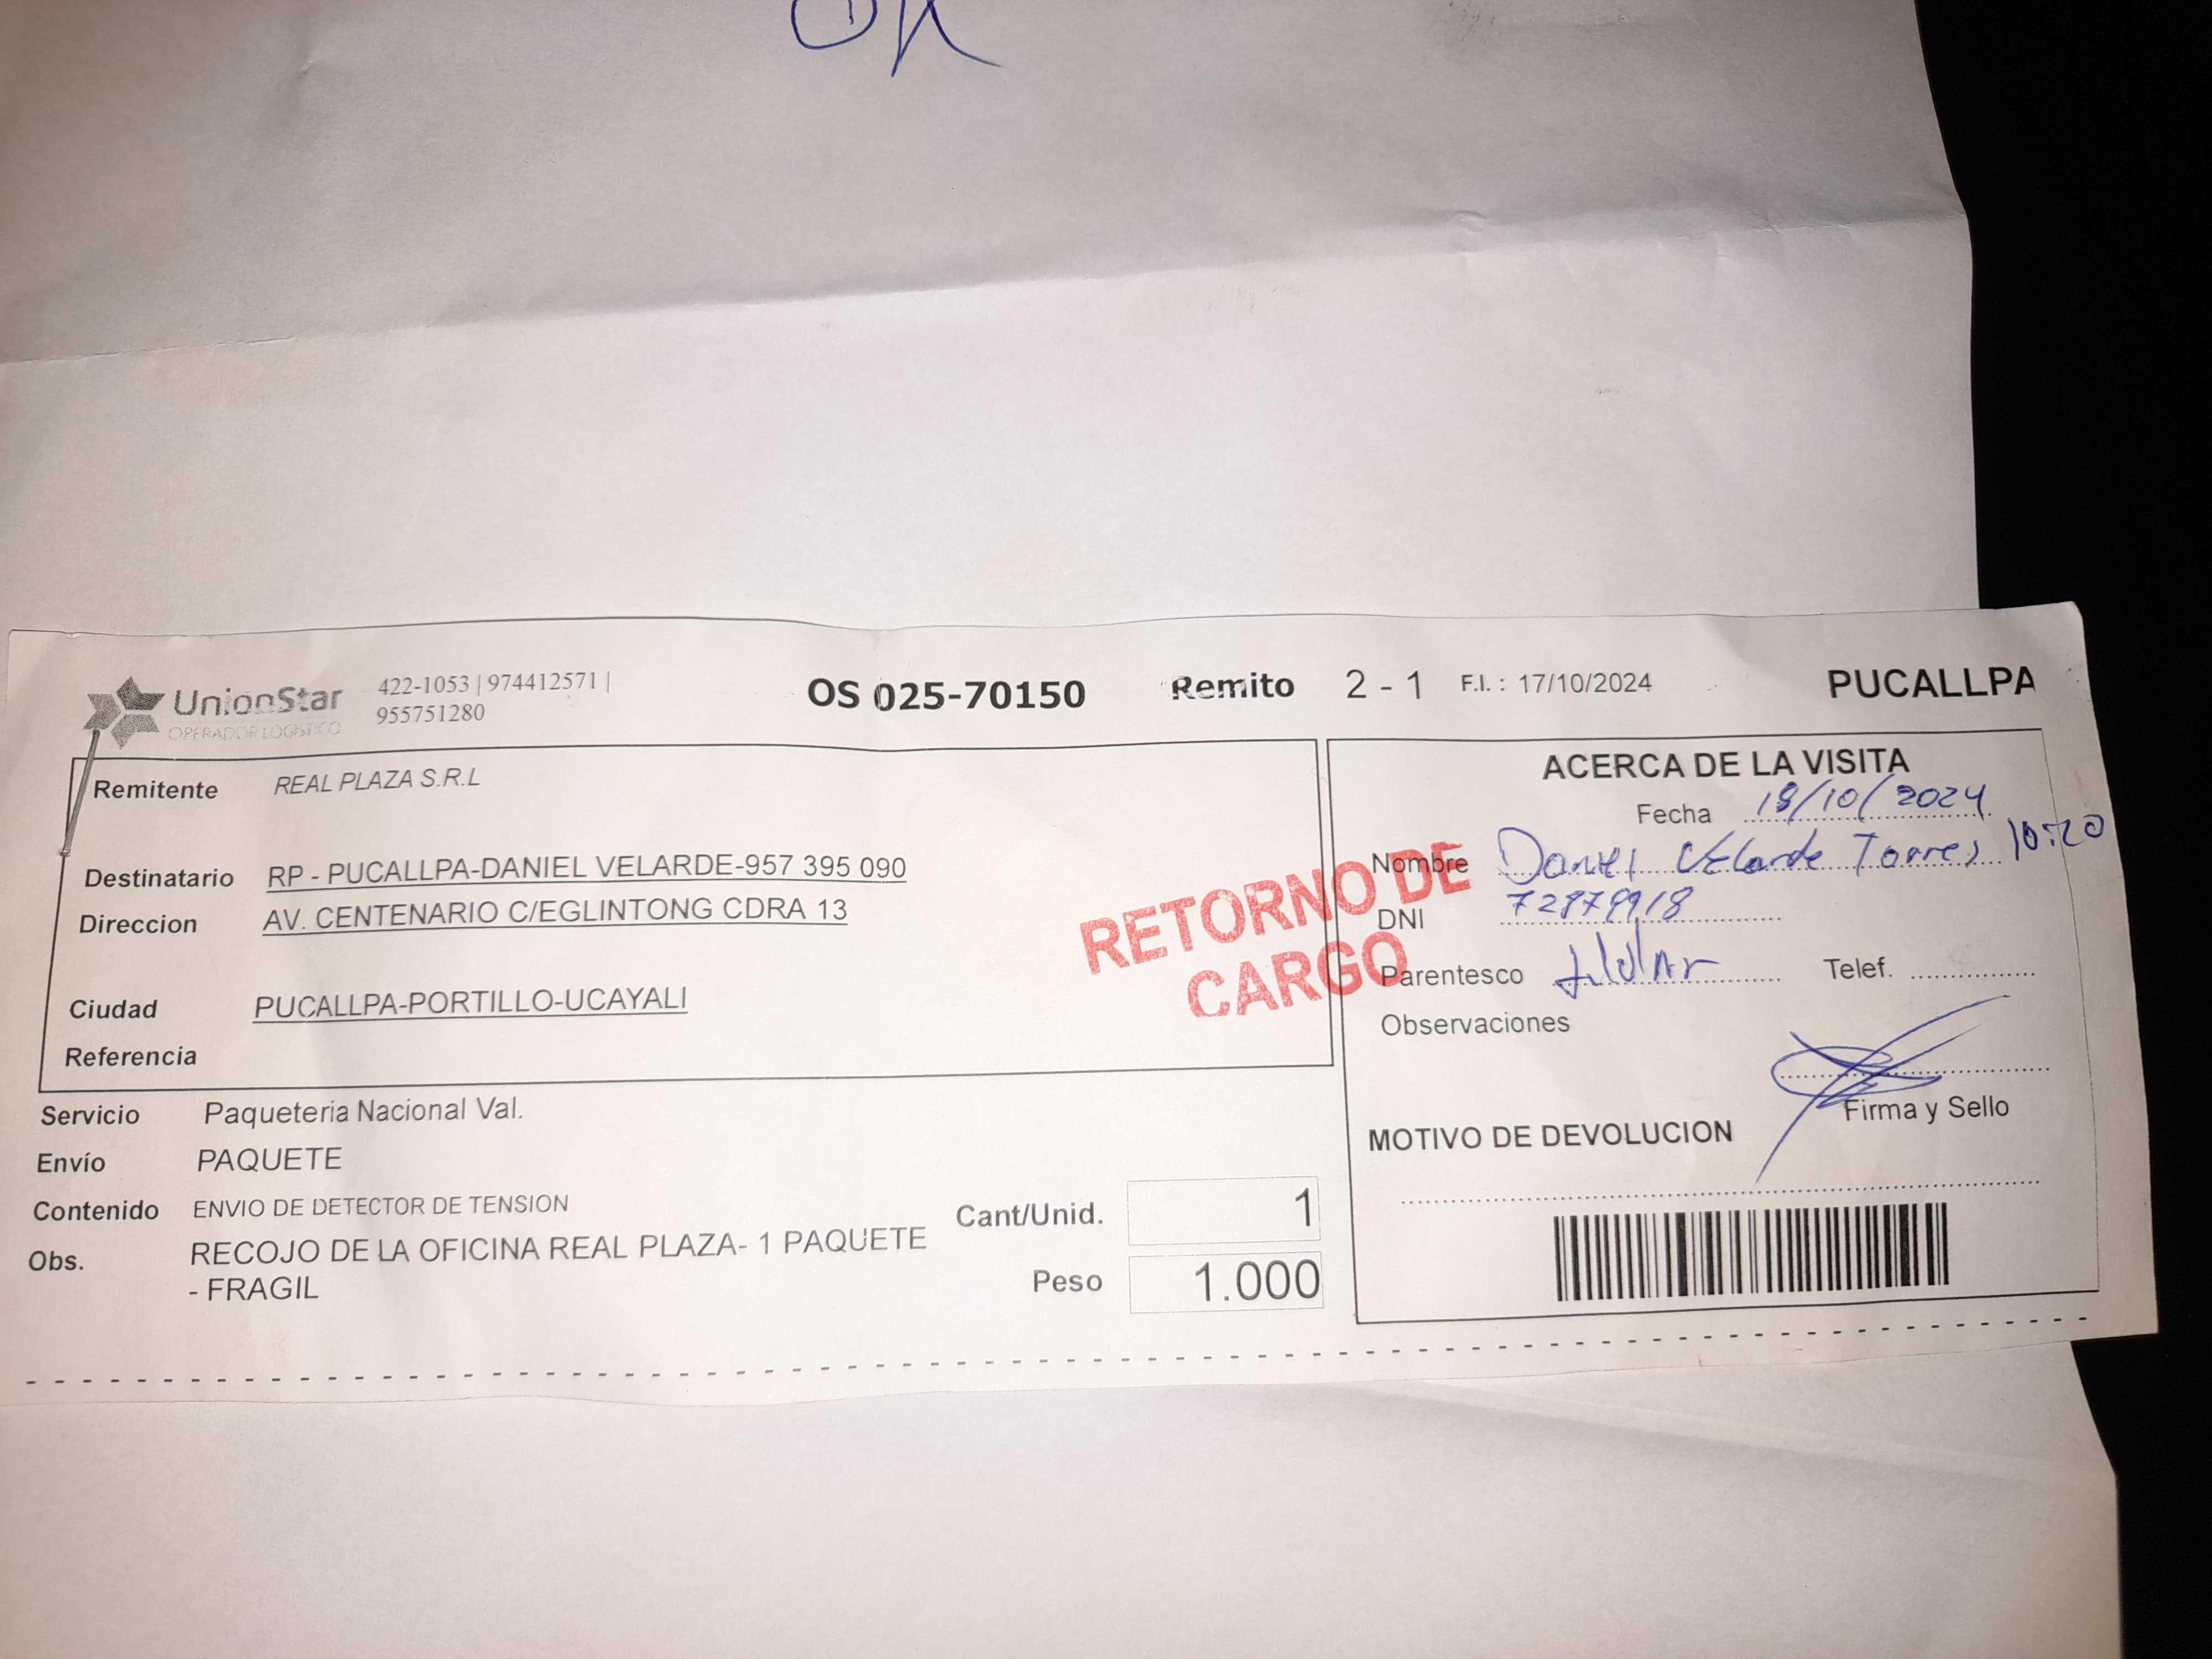 OK
UnionStar
OPERADOR LOGISTICO
422-1053 | 974412571 |
955751280
OS 025-70150
Remito 2 - 1 F.I. : 17/10/2024
PUCALLPA
Remitente REAL PLAZA S.R.L
Destinatario RP - PUCALLPA-DANIEL VELARDE-957 395 090
Direccion AV. CENTENARIO C/EGLINTONG CDRA 13
Ciudad PUCALLPA-PORTILLO-UCAYALI
Referencia
RETORNO DE
CARGO
Servicio Paqueteria Nacional Val.
Envío PAQUETE
Contenido ENVIO DE DETECTOR DE TENSION
Obs. RECOJO DE LA OFICINA REAL PLAZA- 1 PAQUETE
- FRAGIL
Cant/Unid. 1
Peso 1.000
ACERCA DE LA VISITA
Fecha 18/10/2024
Nombre Daniel Velarde Torres 10:20
DNI
Parentesco titular Telef.
Observaciones
Firma y Sello
MOTIVO DE DEVOLUCION